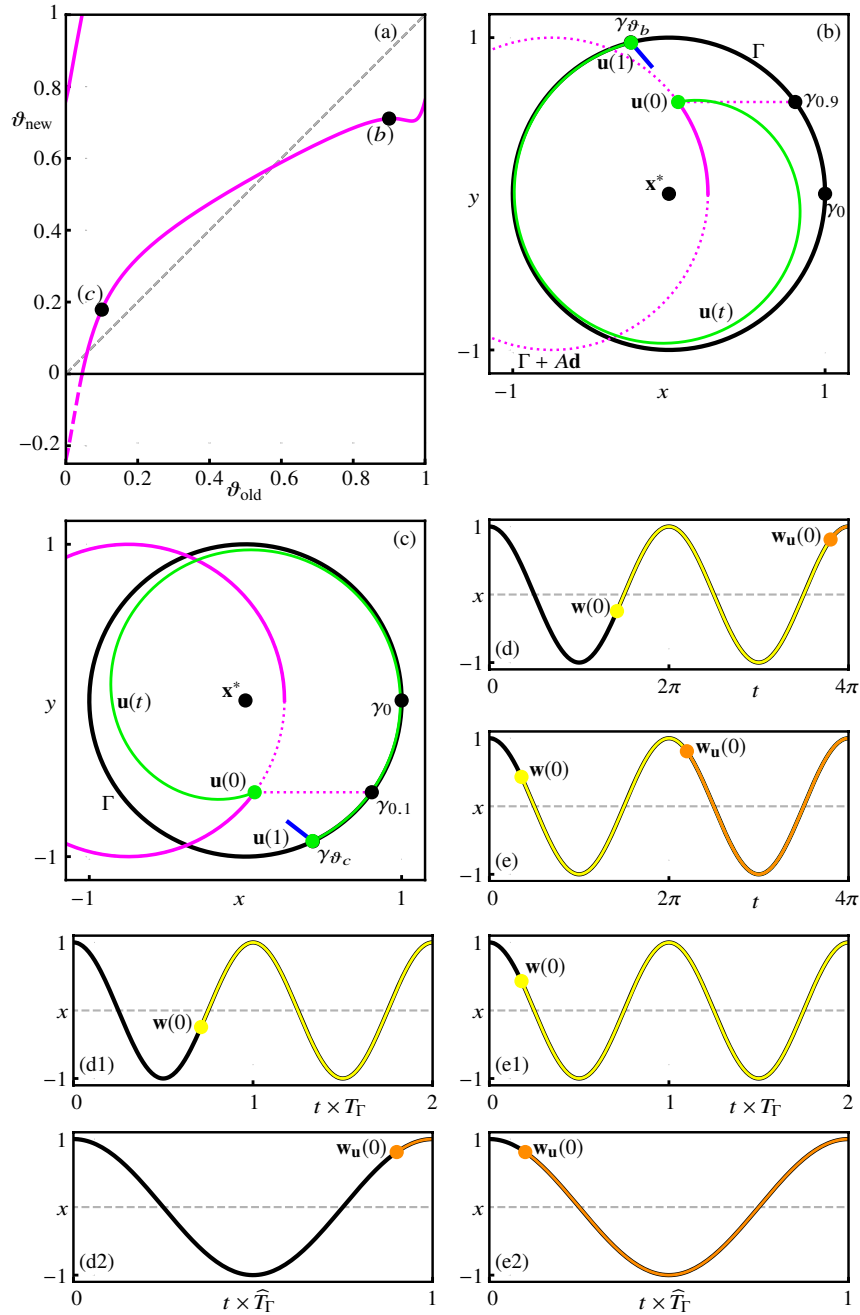 1
(a)
0.8
ϑnew
0.6
(b)
0.4
0.2
(c)
0
−0.2
0 0.2 0.4 0.6 0.8 1
ϑold
(b)
1
γϑb
Γ
u(1)
u(0)
γ0.9
x*
y
γ0
u(t)
−1
Γ + Ad
-1 x 1
(c)
1
x*
y
γ0
u(t)
u(0)
Γ
γ0.1
u(1)
γϑc
−1
-1 x 1
1
wu(0)
x
w(0)
(d)
−1
0 2π t 4π
1
wu(0)
w(0)
x
(e)
−1
0 2π t 4π
1
x
w(0)
(d1)
−1
0 1 t × TΓ 2
1
w(0)
x
(e1)
−1
0 1 t × TΓ 2
1
wu(0)
x
(d2)
−1
0 t × T̂Γ 1
1
wu(0)
x
(e2)
−1
0 t × T̂Γ 1